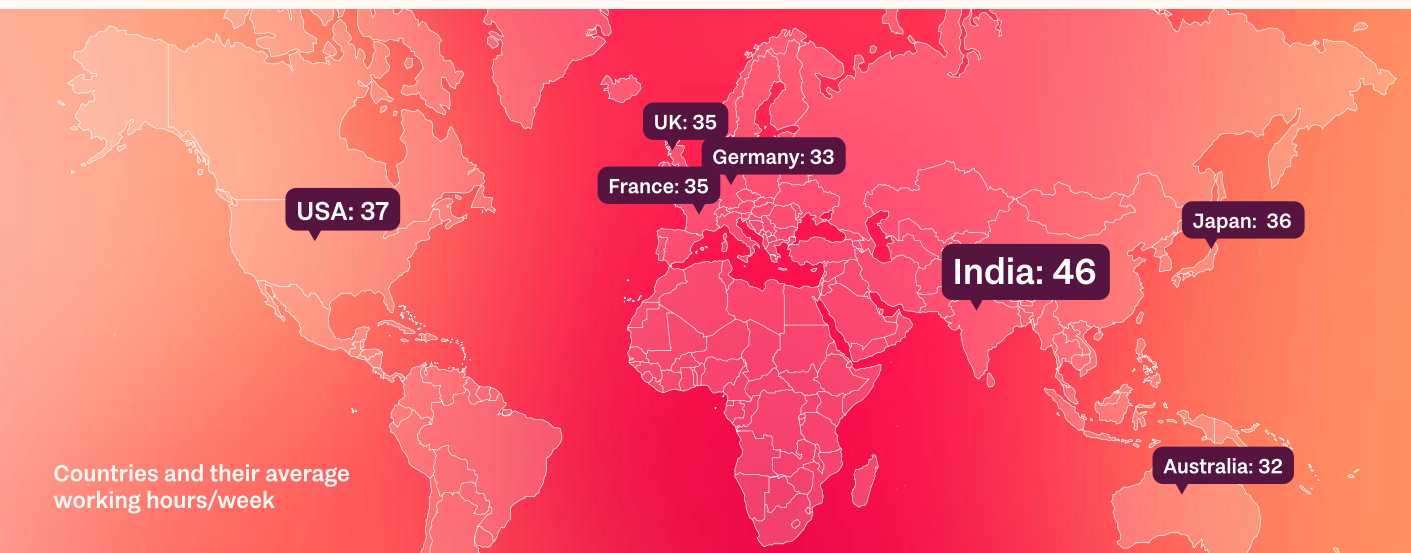 UK: 35
Germany: 33
France: 35
USA: 37
Japan: 36
India: 46
Australia: 32
Countries and their average
working hours/week